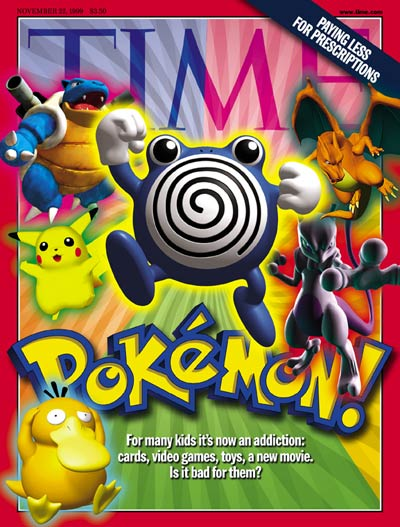 NOVEMBER 22, 1999 $3.50
www.time.com
TIME
PAYING LESS
FOR PRESCRIPTIONS
POKéMON!
For many kids it's now an addiction:
cards, video games, toys, a new movie.
Is it bad for them?